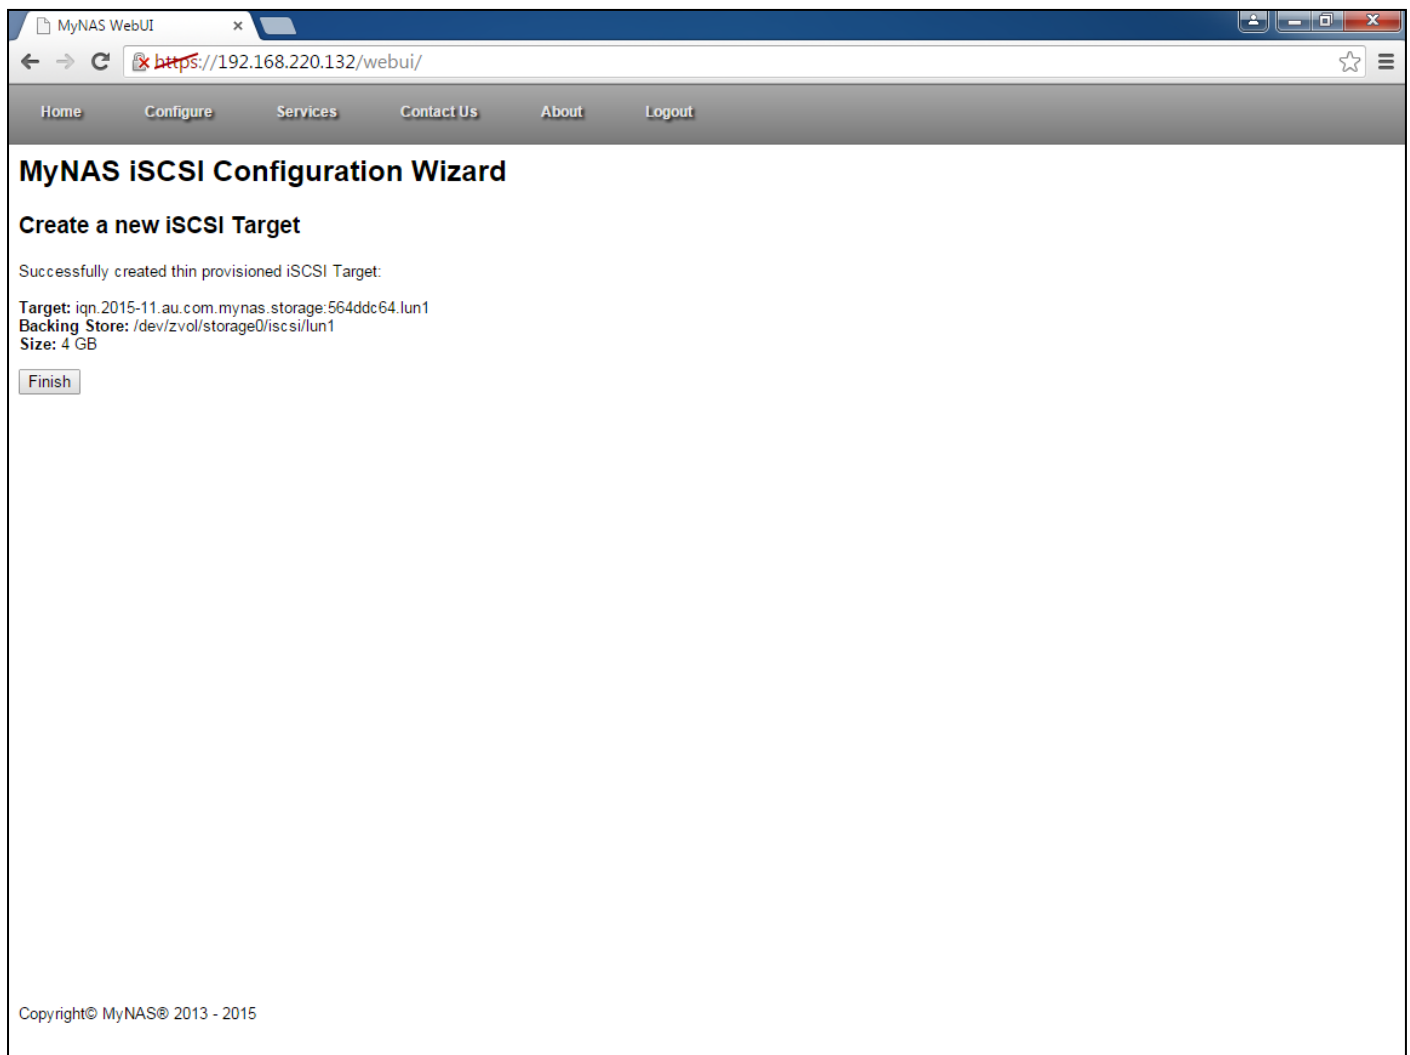 MyNAS WebUI
https://192.168.220.132/webui/
Home Configure Services Contact Us About Logout
MyNAS iSCSI Configuration Wizard
Create a new iSCSI Target
Successfully created thin provisioned iSCSI Target:
Target: iqn.2015-11.au.com.mynas.storage:564ddc64.lun1
Backing Store: /dev/zvol/storage0/iscsi/lun1
Size: 4 GB
Finish
Copyright© MyNAS® 2013 - 2015